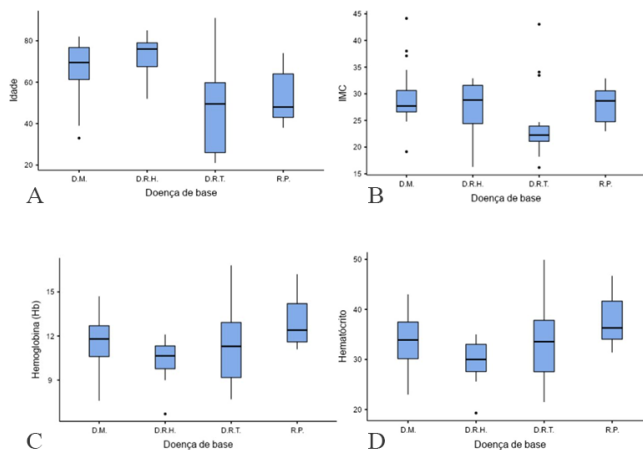 Idade
80
60
40
20
D.M. D.R.H. D.R.T. R.P.
Doença de base
A
IMC
45
40
35
30
25
20
15
D.M. D.R.H. D.R.T. R.P.
Doença de base
B
Hemoglobina (Hb)
15
12
9
D.M. D.R.H. D.R.T. R.P.
Doença de base
C
Hematócrito
50
40
30
20
D.M. D.R.H. D.R.T. R.P.
Doença de base
D